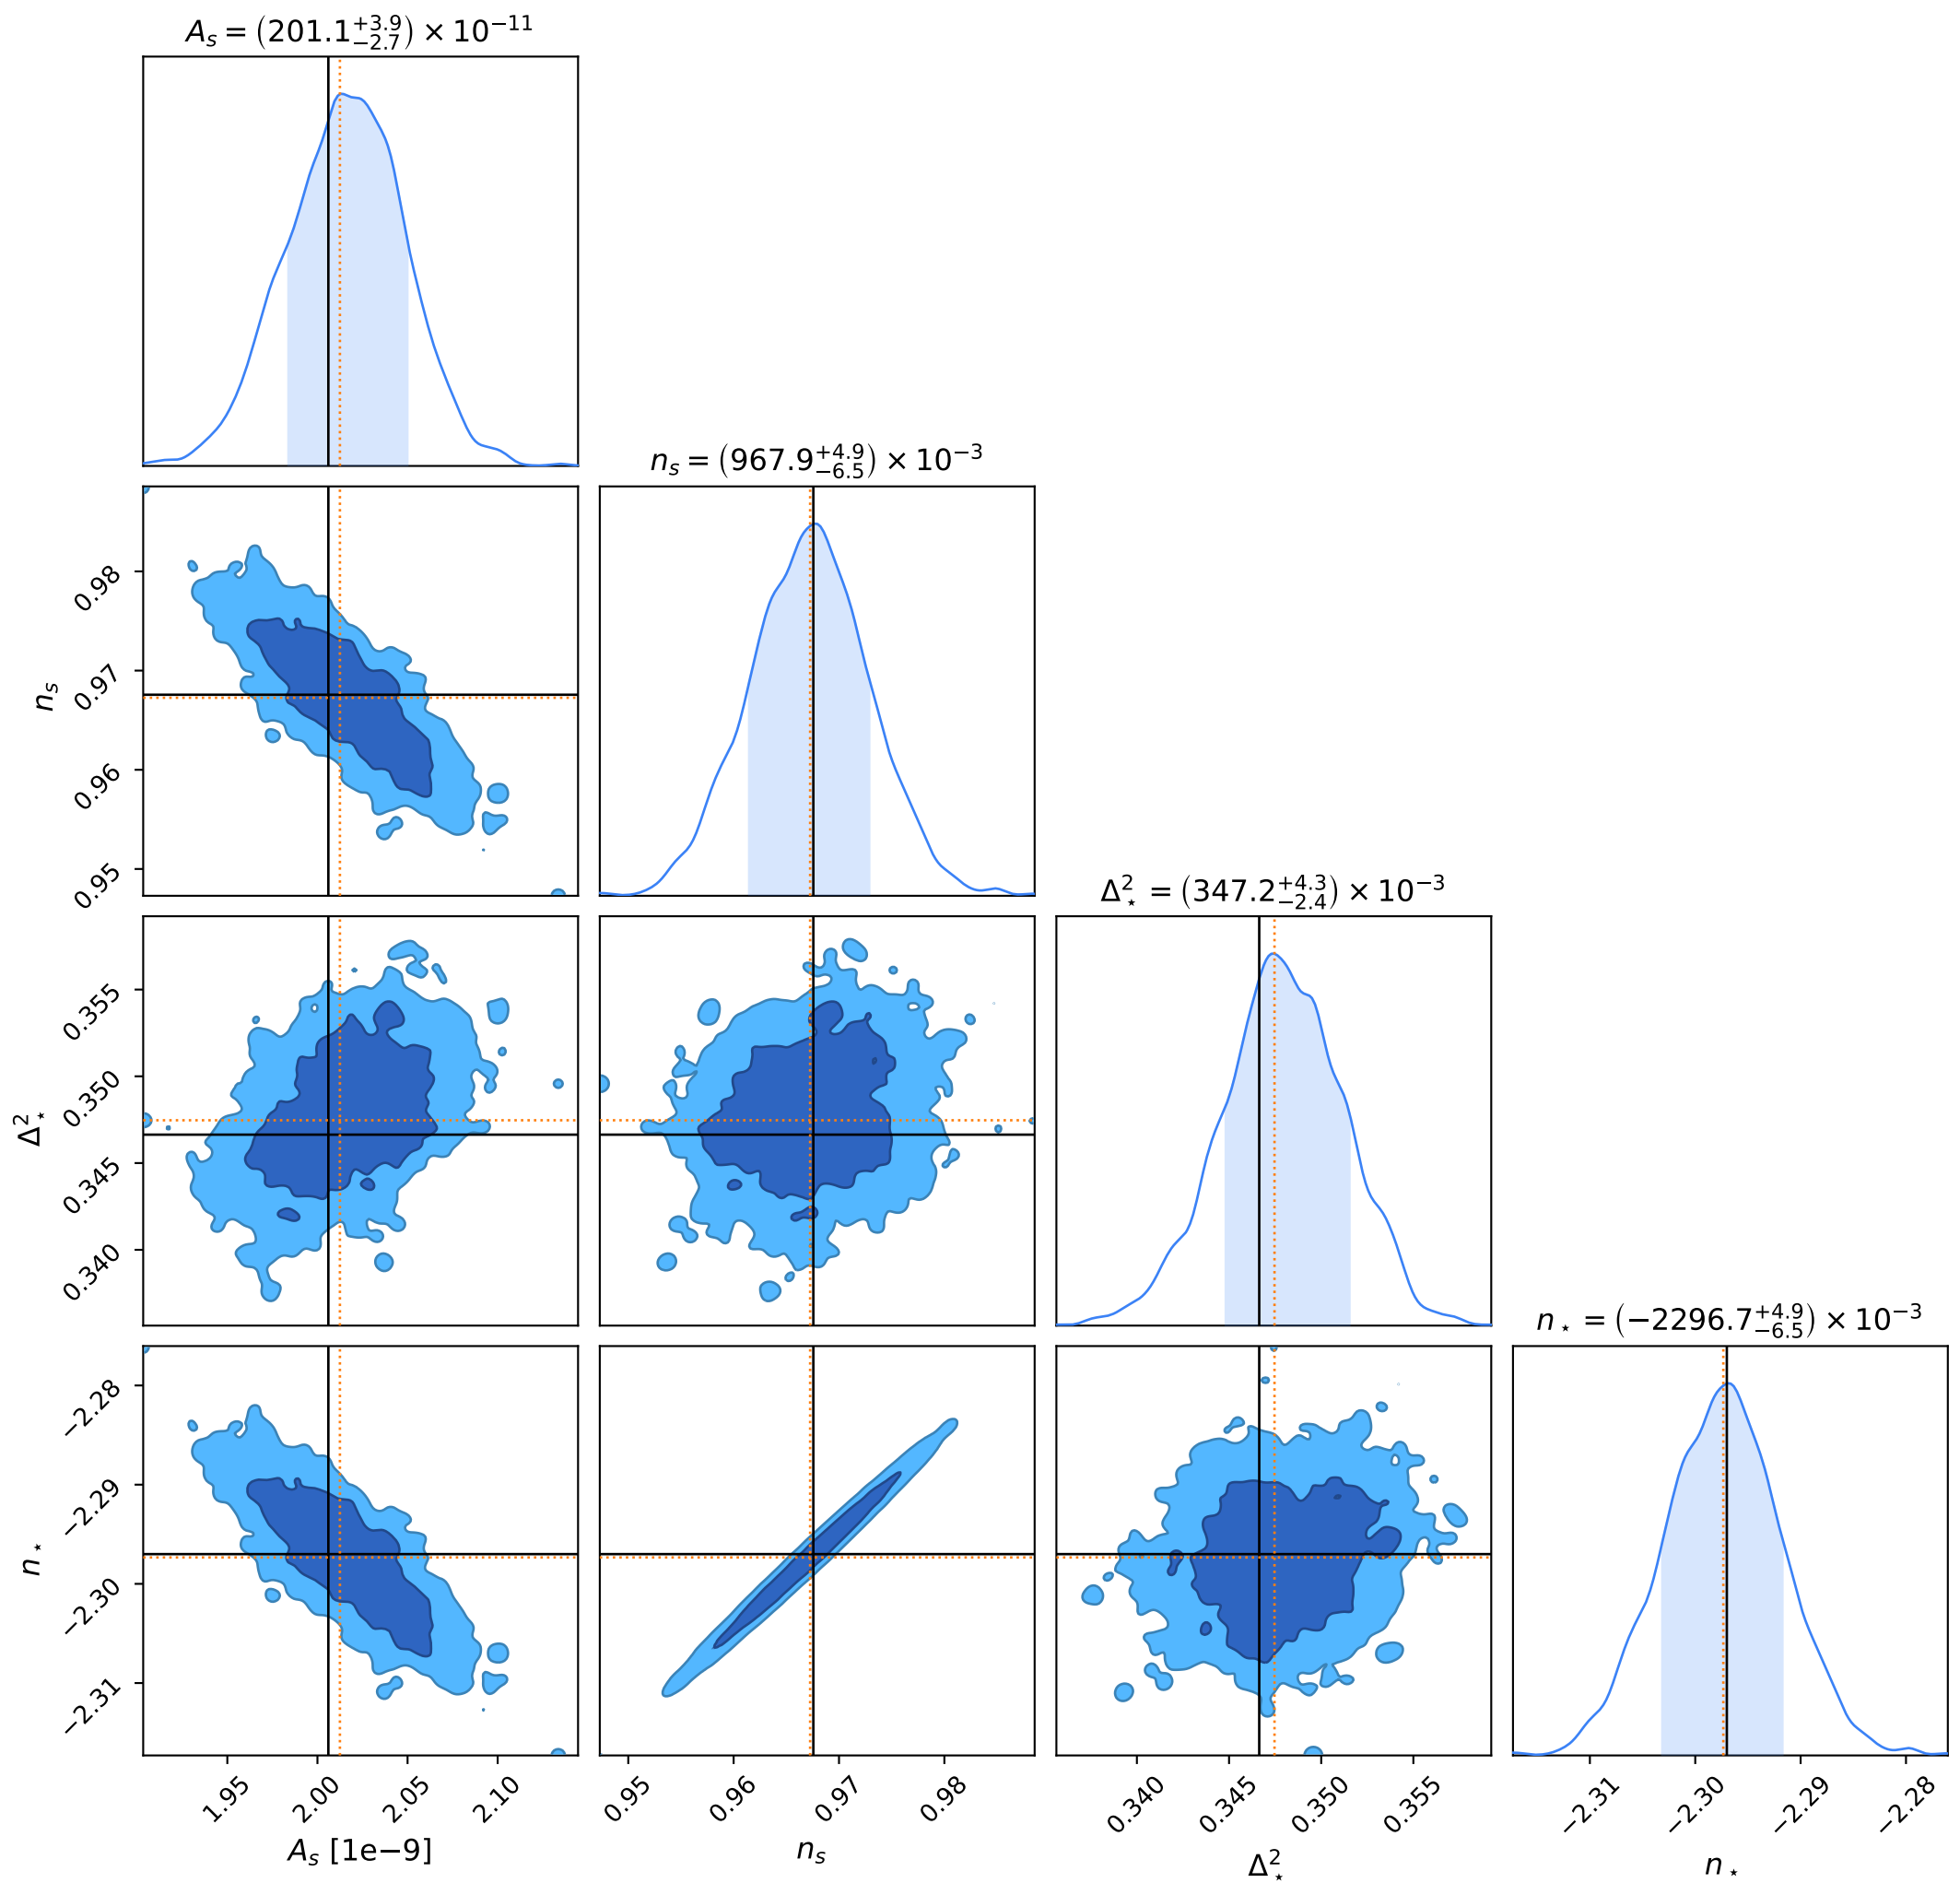 A_s = (201.1^{+3.9}_{−2.7}) × 10^{−11}
n_s = (967.9^{+4.9}_{−6.5}) × 10^{−3}
0.98
0.97
n_s
0.96
0.95
Δ²_⋆ = (347.2^{+4.3}_{−2.4}) × 10^{−3}
0.355
0.350
Δ²_⋆
0.345
0.340
n_⋆ = (−2296.7^{+4.9}_{−6.5}) × 10^{−3}
−2.28
−2.29
n_⋆
−2.30
−2.31
1.95 2.00 2.05 2.10 0.95 0.96 0.97 0.98 0.340 0.345 0.350 0.355 −2.31 −2.30 −2.29 −2.28
A_s [1e−9] n_s Δ²_⋆ n_⋆